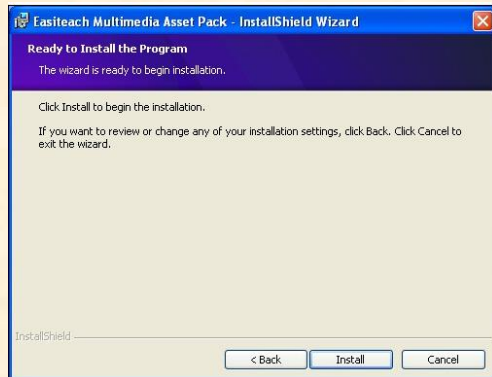 Easiteach Multimedia Asset Pack - InstallShield Wizard
Ready to Install the Program
The wizard is ready to begin installation.
Click Install to begin the installation.
If you want to review or change any of your installation settings, click Back. Click Cancel to
exit the wizard.
InstallShield
< Back Install Cancel